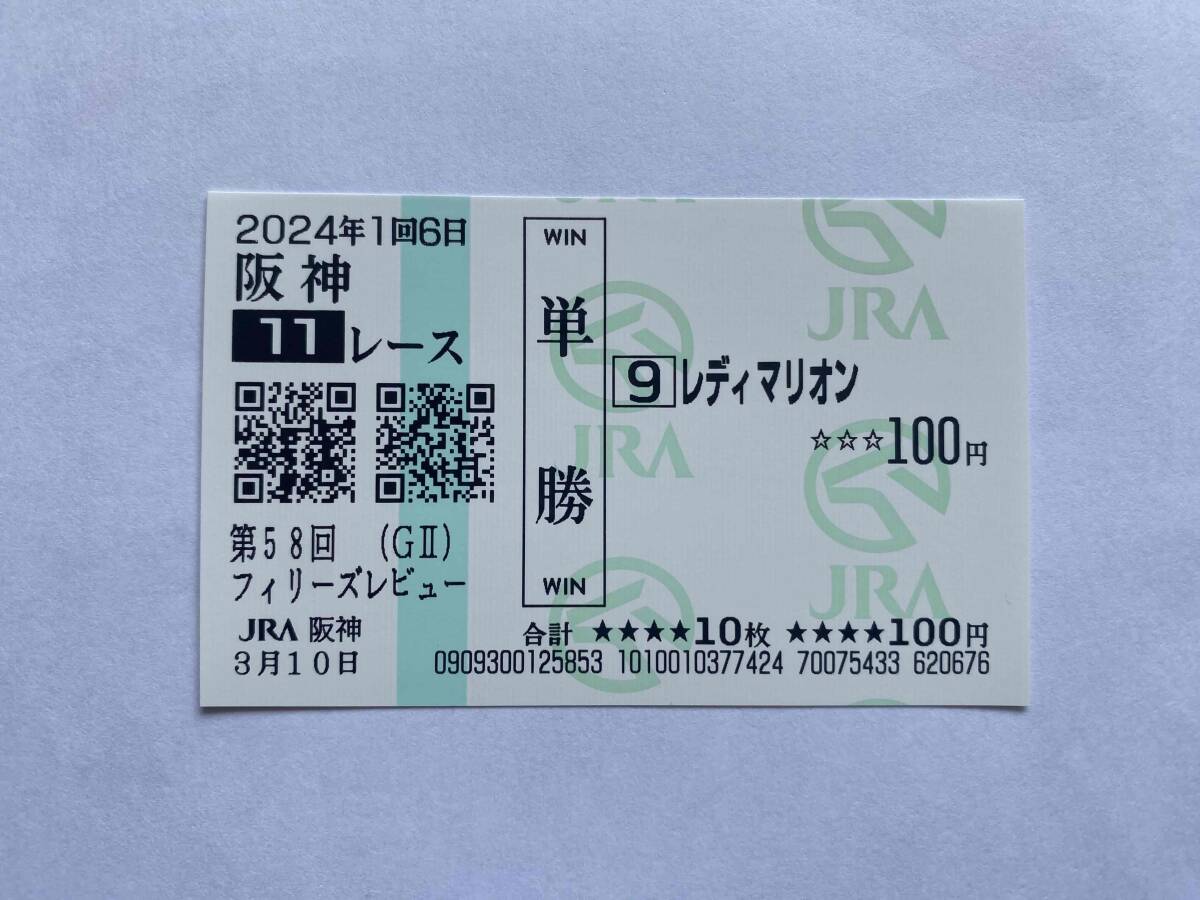 2024年1回6日
阪神
11レース
第58回 (GⅡ)
フィリーズレビュー
JRA 阪神
3月10日
WIN
単勝
WIN
9 レディマリオン
☆☆☆100円
合計 ★★★★10枚 ★★★★100円
0909300125853 1010010377424 70075433 620676
JRA
JRA
JRA
JRA